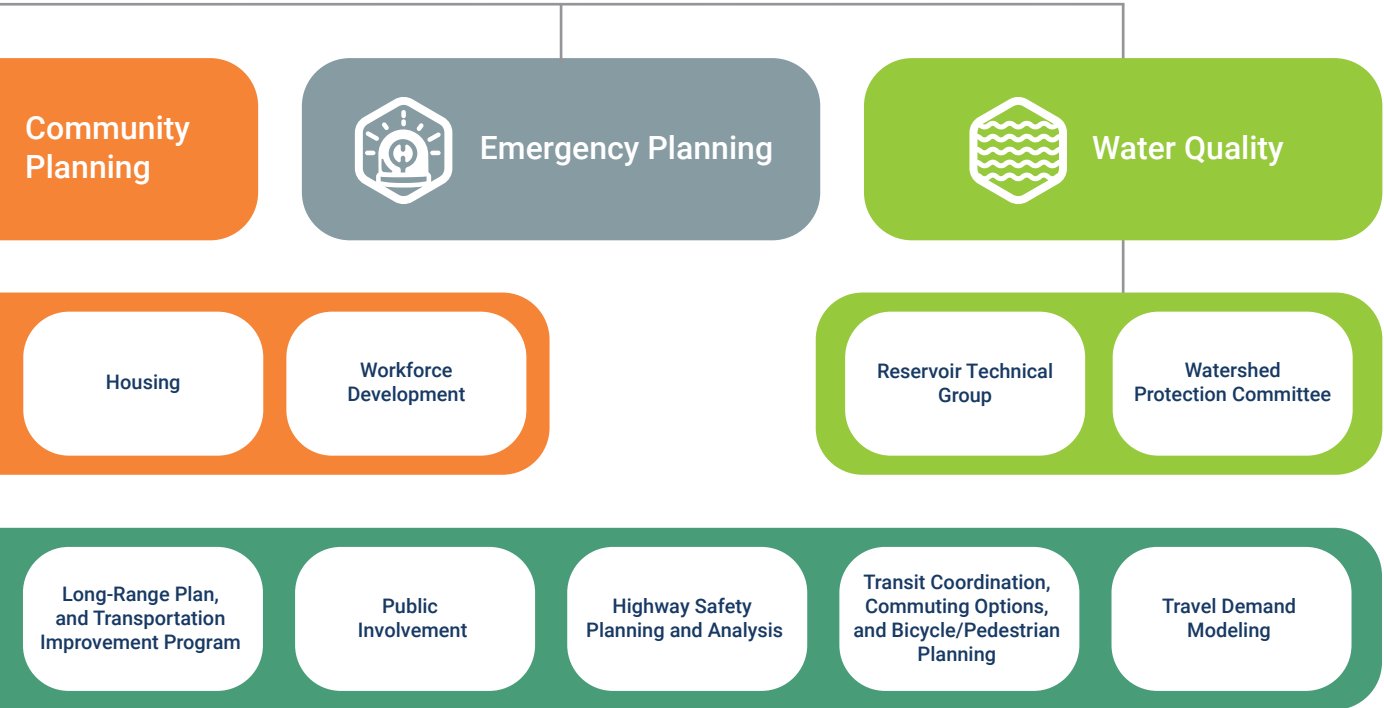 Community
Planning
Emergency Planning
Water Quality
Housing
Workforce
Development
Reservoir Technical
Group
Watershed
Protection Committee
Long-Range Plan,
and Transportation
Improvement Program
Public
Involvement
Highway Safety
Planning and Analysis
Transit Coordination,
Commuting Options,
and Bicycle/Pedestrian
Planning
Travel Demand
Modeling